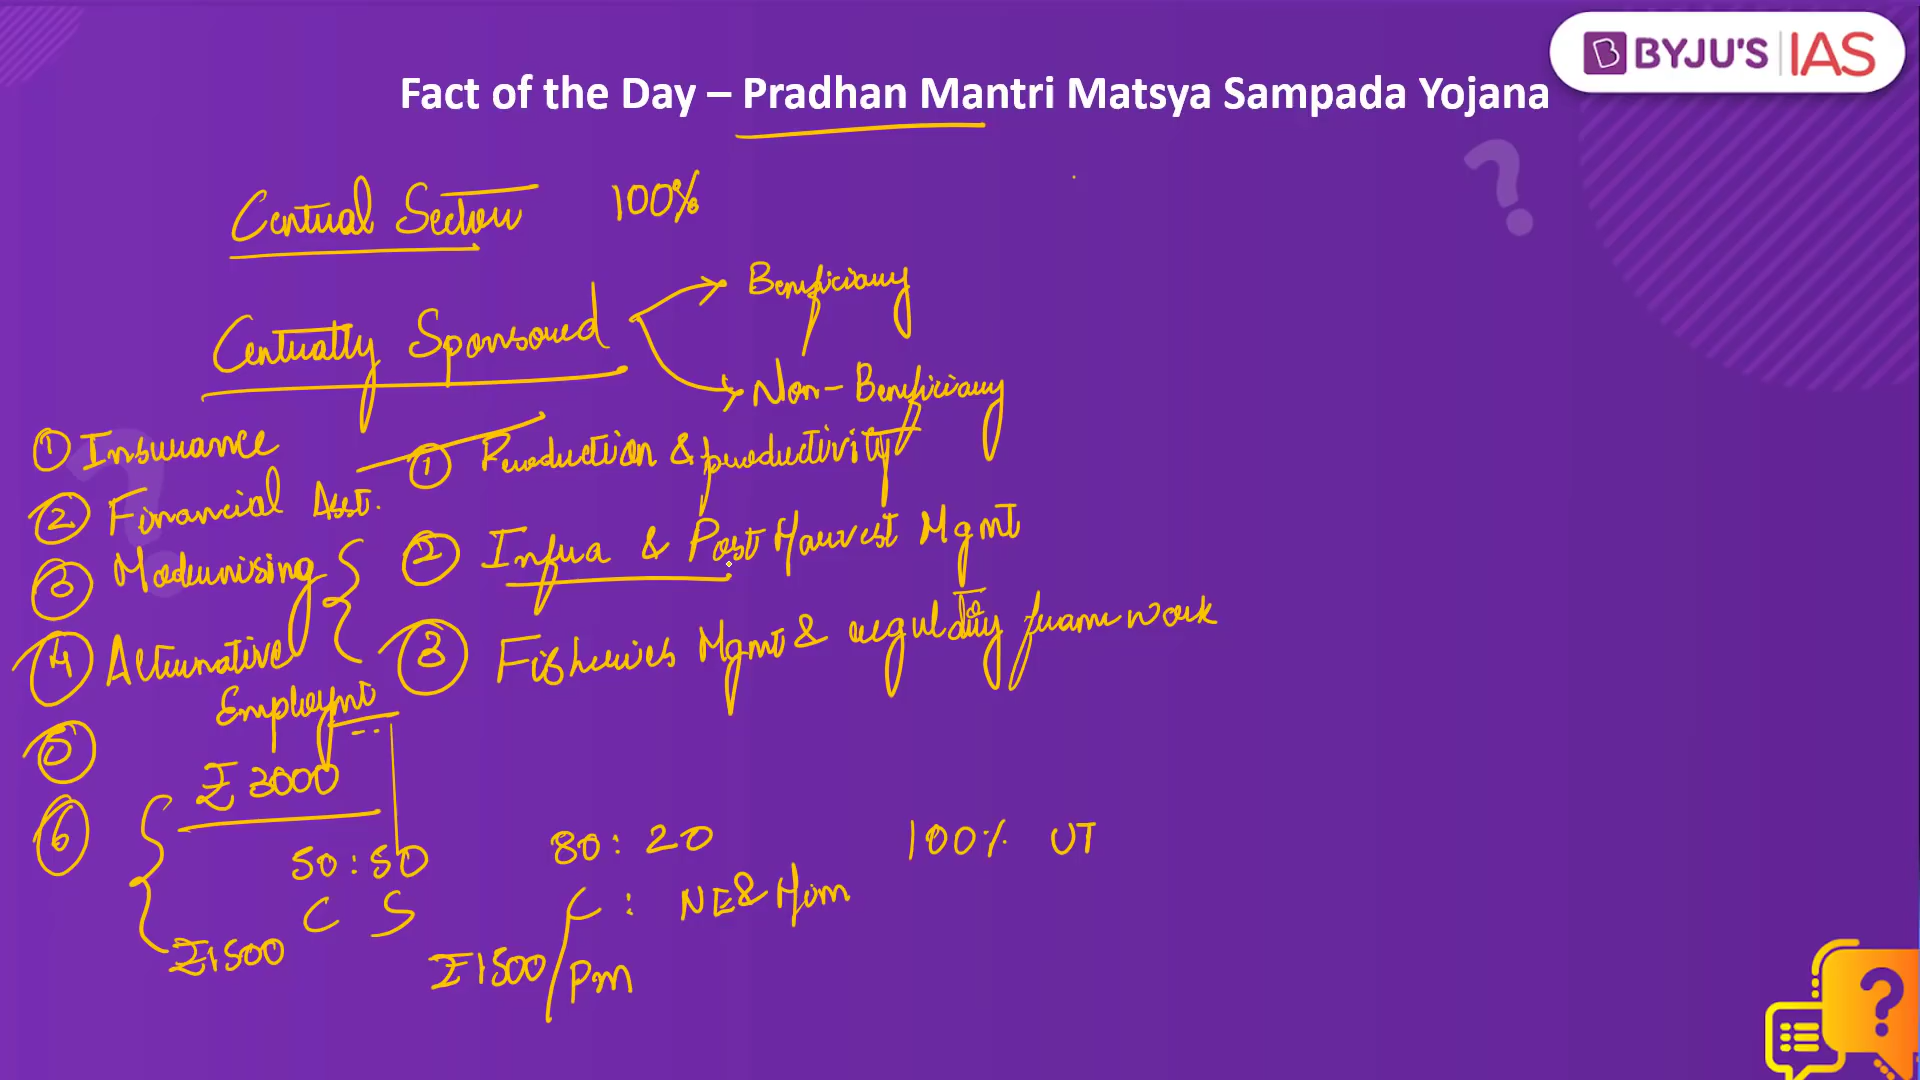 BYJU'S IAS
Fact of the Day – Pradhan Mantri Matsya Sampada Yojana
Central Sector 100%
Centrally Sponsored
Beneficiary
Non-Beneficiary
① Insurance
② Financial Asst.
③ Modernising
④ Alternative
Employmt
⑤
⑥
① Production & productivity
② Infra & Post Harvest Mgmt
③ Fisheries Mgmt & regulatory framework
₹3000
50:50
C S
80:20
C : NE & Him
100% UT
₹1500
₹1500/pm